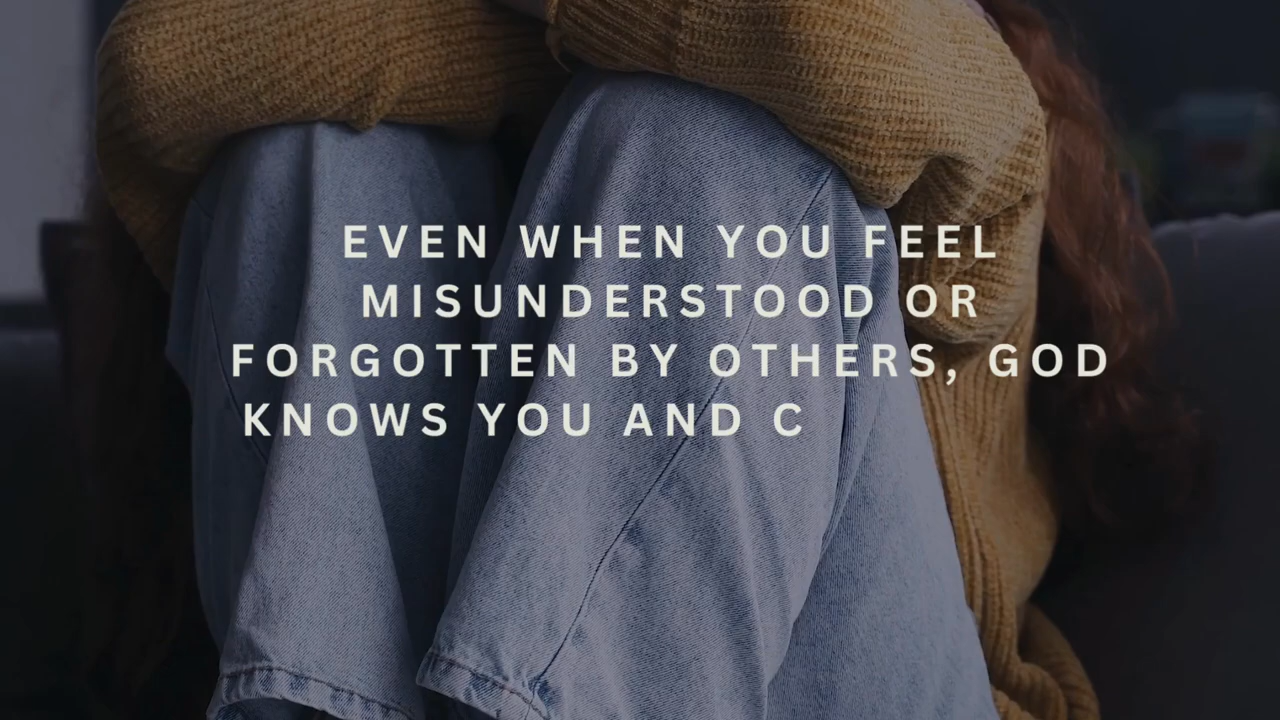 EVEN WHEN YOU FEEL
MISUNDERSTOOD OR
FORGOTTEN BY OTHERS, GOD
KNOWS YOU AND C